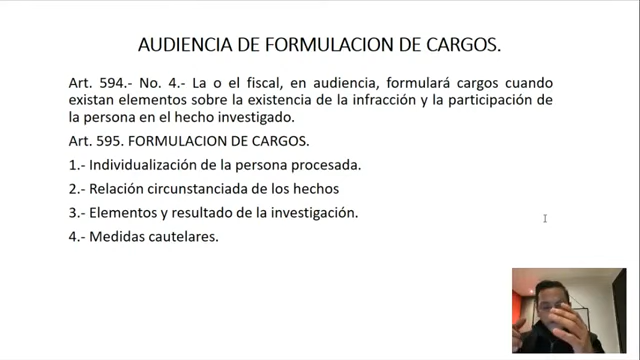 AUDIENCIA DE FORMULACION DE CARGOS.
Art. 594.- No. 4.- La o el fiscal, en audiencia, formulará cargos cuando
existan elementos sobre la existencia de la infracción y la participación de
la persona en el hecho investigado.
Art. 595. FORMULACION DE CARGOS.
1.- Individualización de la persona procesada.
2.- Relación circunstanciada de los hechos
3.- Elementos y resultado de la investigación.
4.- Medidas cautelares.